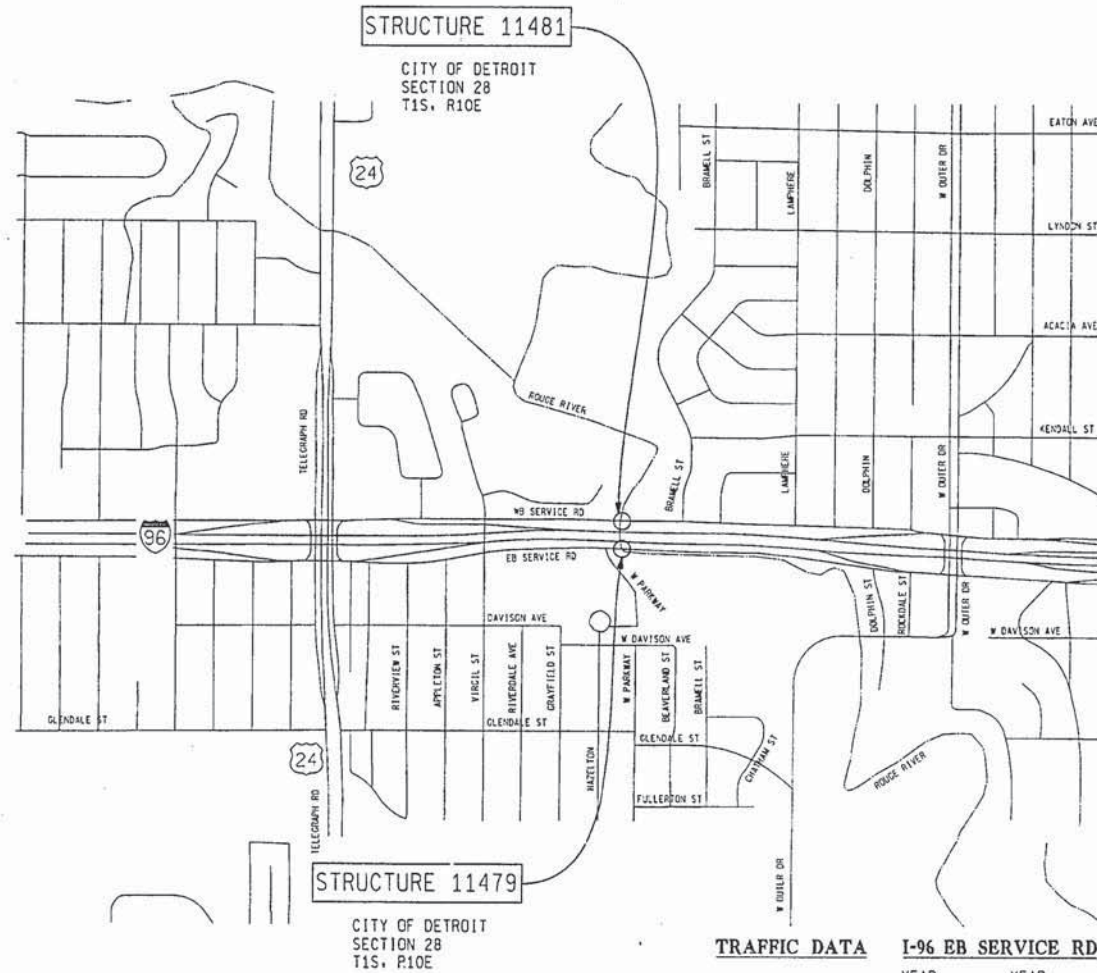 STRUCTURE 11481
CITY OF DETROIT
SECTION 28
T1S, R10E
EATON AVE
BRAMELL ST
LAMPHERE
DOLPHIN
W OUTER DR
24
LYNDON ST
ACACIA AVE
ROUGE RIVER
TELEGRAPH RD
KENDALL ST
BRAMELL ST
LAMPHERE
DOLPHIN
W OUTER DR
WB SERVICE RD
96
EB SERVICE RD
W PARKWAY
DOLPHIN ST
ROCKDALE ST
W OUTER DR
DAVISON AVE
W DAVISON AVE
W DAVISON AVE
RIVERVIEW ST
APPLETON ST
VIRGIL ST
RIVERDALE AVE
GRAYFIELD ST
W PARKWAY
BEAVERLAND ST
BRAMELL ST
GLENDALE ST
GLENDALE ST
GLENDALE ST
24
HAZELTON
CHATHAM ST
ROUGE RIVER
FULLERTON ST
TELEGRAPH RD
W OUTER DR
STRUCTURE 11479
CITY OF DETROIT
SECTION 28
T1S, R10E
TRAFFIC DATA
I-96 EB SERVICE RD
YEAR YEAR